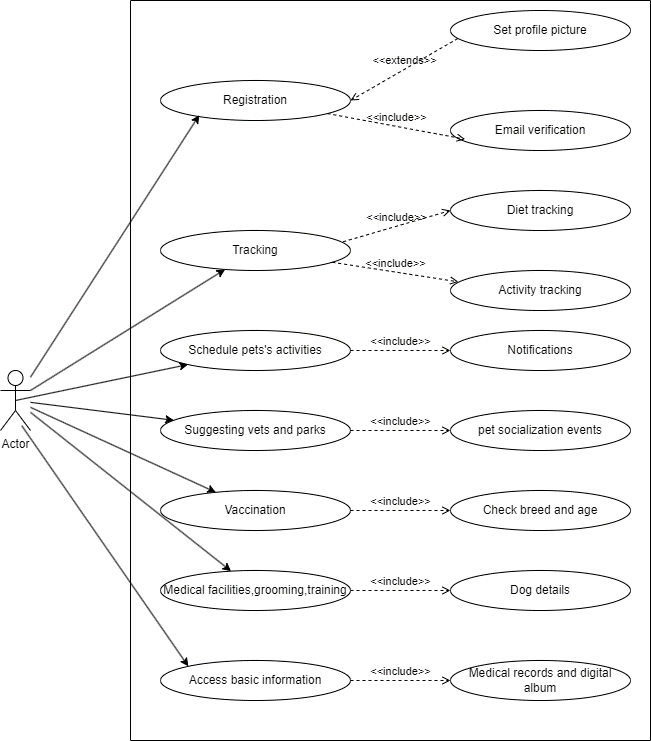 Set profile picture
<<extends>>
Registration
<<include>>
Email verification
Diet tracking
<<include>>
Tracking
<<include>>
Activity tracking
Schedule pets's activities
<<include>>
Notifications
Actor
Suggesting vets and parks
<<include>>
pet socialization events
Vaccination
<<include>>
Check breed and age
Medical facilities,grooming,training
<<include>>
Dog details
Access basic information
<<include>>
Medical records and digital
album